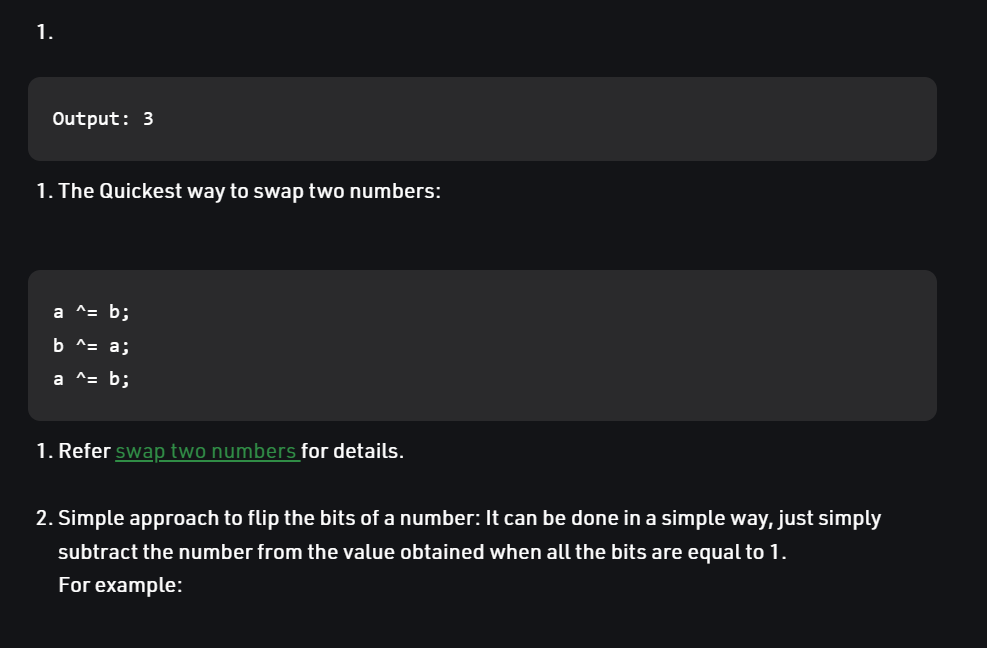 1.
Output: 3
1. The Quickest way to swap two numbers:
a ^= b;
b ^= a;
a ^= b;
1. Refer swap two numbers for details.
2. Simple approach to flip the bits of a number: It can be done in a simple way, just simply
subtract the number from the value obtained when all the bits are equal to 1.
For example: